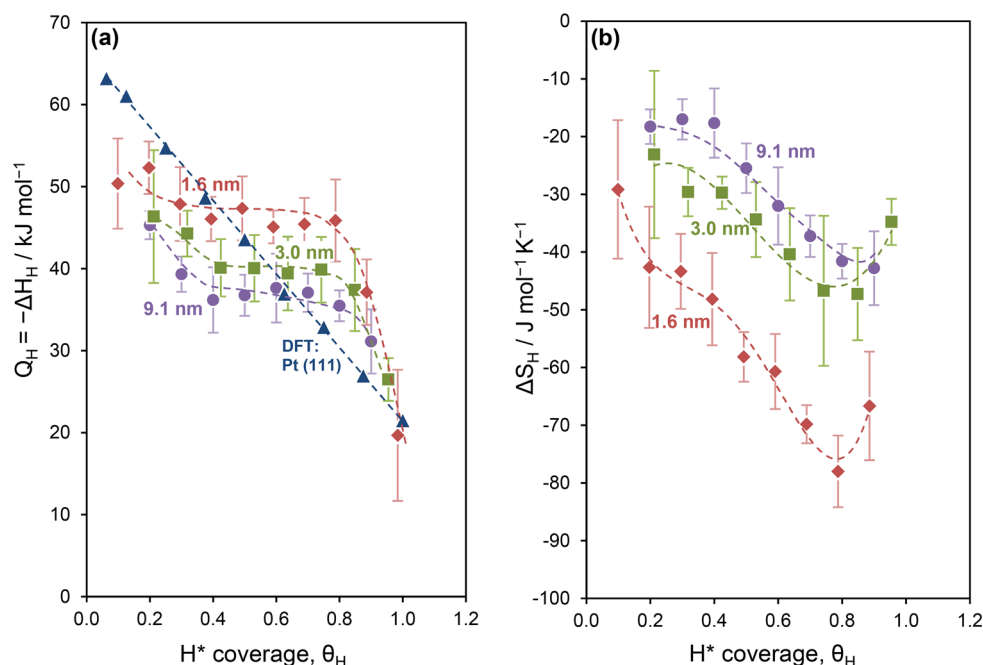 (a)
70
60
50
40
30
20
10
0
Q_H = −ΔH_H / kJ mol⁻¹
1.6 nm
3.0 nm
9.1 nm
DFT:
Pt (111)
0.0 0.2 0.4 0.6 0.8 1.0 1.2
H* coverage, θ_H
(b)
-0
-10
-20
-30
-40
-50
-60
-70
-80
-90
-100
ΔS_H / J mol⁻¹ K⁻¹
9.1 nm
3.0 nm
1.6 nm
0.0 0.2 0.4 0.6 0.8 1.0 1.2
H* coverage, θ_H